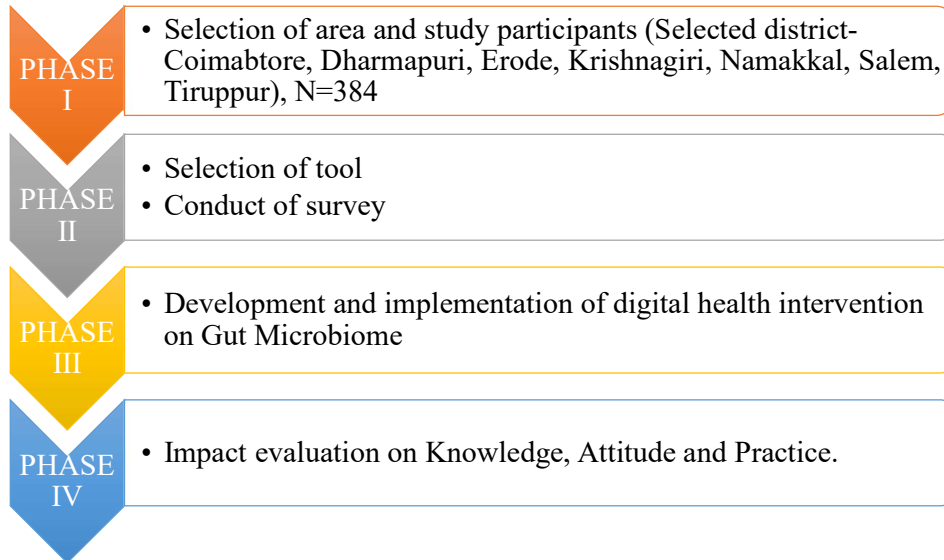 PHASE
I
• Selection of area and study participants (Selected district-
Coimabtore, Dharmapuri, Erode, Krishnagiri, Namakkal, Salem,
Tiruppur), N=384
PHASE
II
• Selection of tool
• Conduct of survey
PHASE
III
• Development and implementation of digital health intervention
on Gut Microbiome
PHASE
IV
• Impact evaluation on Knowledge, Attitude and Practice.